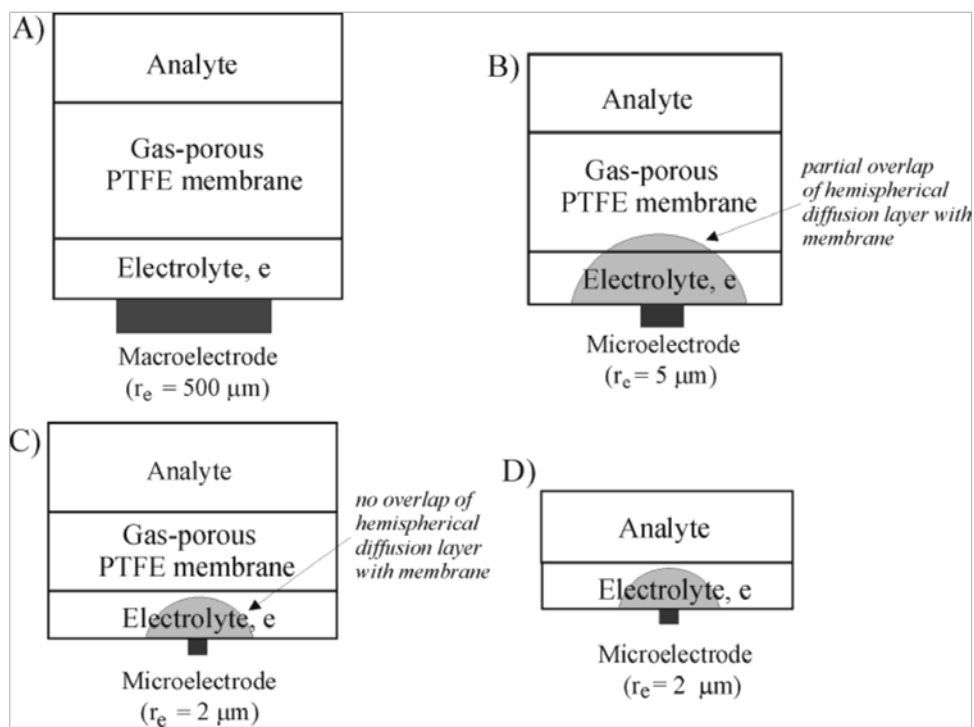 A)
Analyte
Gas-porous
PTFE membrane
Electrolyte, e
Macroelectrode
(rₑ = 500 μm)
B)
Analyte
Gas-porous
PTFE membrane
Electrolyte, e
partial overlap
of hemispherical
diffusion layer with
membrane
Microelectrode
(rₑ = 5 μm)
C)
Analyte
Gas-porous
PTFE membrane
Electrolyte, e
no overlap of
hemispherical
diffusion layer
with membrane
Microelectrode
(rₑ = 2 μm)
D)
Analyte
Electrolyte, e
Microelectrode
(rₑ = 2 μm)